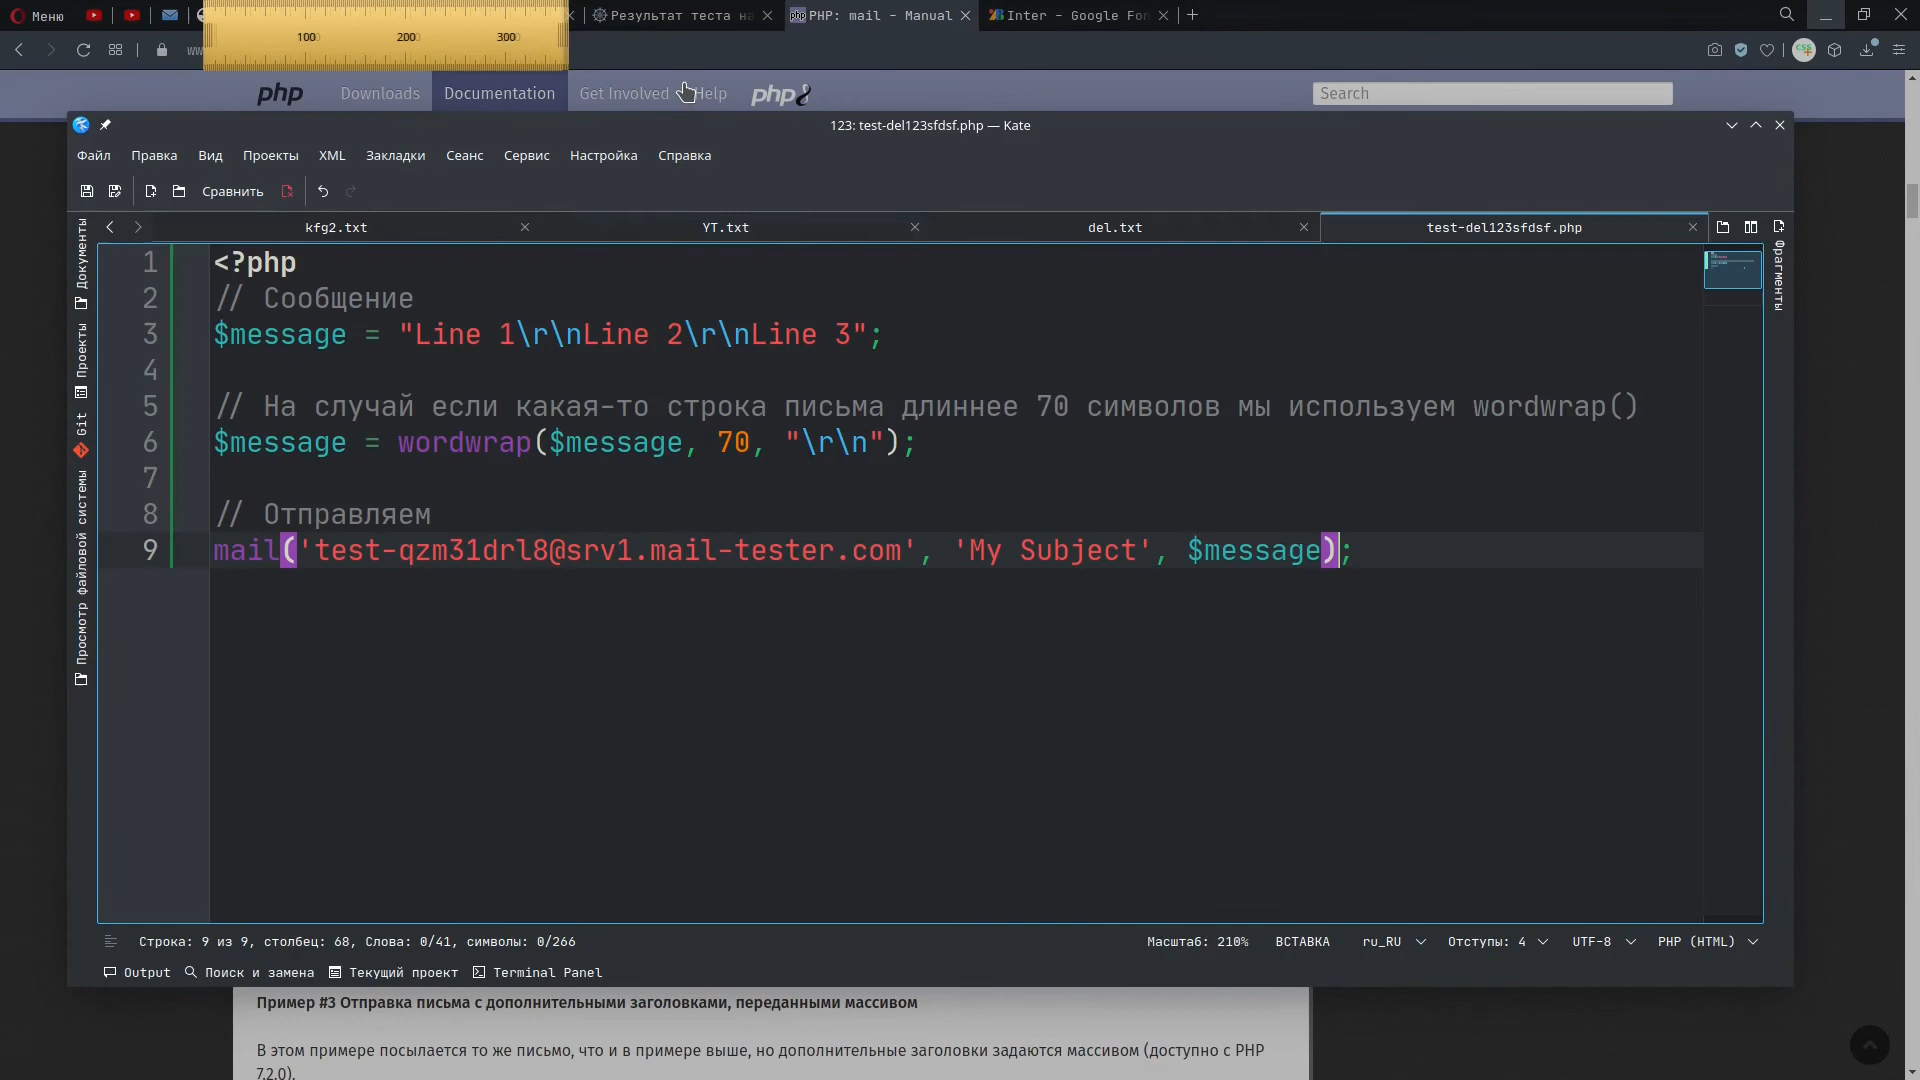 Меню
Результат теста на
PHP: mail - Manual
Inter - Google Fon
www
100 200 300
php
Downloads
Documentation
Get Involved
Help
php8
Search
123: test-del123sfdsf.php — Kate
Файл Правка Вид Проекты XML Закладки Сеанс Сервис Настройка Справка
Сравнить
kfg2.txt
YT.txt
del.txt
test-del123sfdsf.php
Документы
Проекты
Git
Просмотр файловой системы
Фрагменты
1 <?php
2 // Сообщение
3 $message = "Line 1\r\nLine 2\r\nLine 3";
4
5 // На случай если какая-то строка письма длиннее 70 символов мы используем wordwrap()
6 $message = wordwrap($message, 70, "\r\n");
7
8 // Отправляем
9 mail('test-qzm31drl8@srv1.mail-tester.com', 'My Subject', $message);
Строка: 9 из 9, столбец: 68, Слова: 0/41, символы: 0/266
Масштаб: 210% ВСТАВКА ru_RU Отступы: 4 UTF-8 PHP (HTML)
Output Поиск и замена Текущий проект Terminal Panel
Пример #3 Отправка письма с дополнительными заголовками, переданными массивом
В этом примере посылается то же письмо, что и в примере выше, но дополнительные заголовки задаются массивом (доступно с PHP
7.2.0).